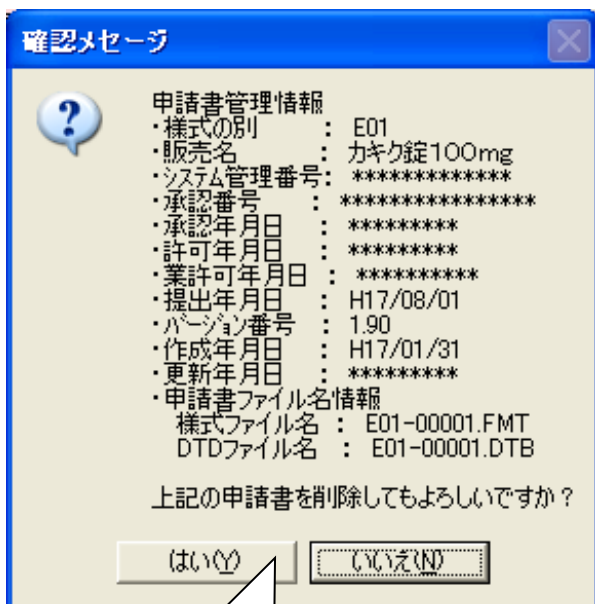 確認メセージ
申請書管理情報
・様式の別 ： E01
・販売名 ： カキク錠100mg
・システム管理番号： *************
・承認番号 ： ****************
・承認年月日 ： *********
・許可年月日 ： *********
・業許可年月日 ： **********
・提出年月日 ： H17/08/01
・バージョン番号 ： 1.90
・作成年月日 ： H17/01/31
・更新年月日 ： *********
・申請書ファイル名情報
様式ファイル名 ： E01-00001.FMT
DTDファイル名 ： E01-00001.DTB
上記の申請書を削除してもよろしいですか？
はい(Y) いいえ(N)